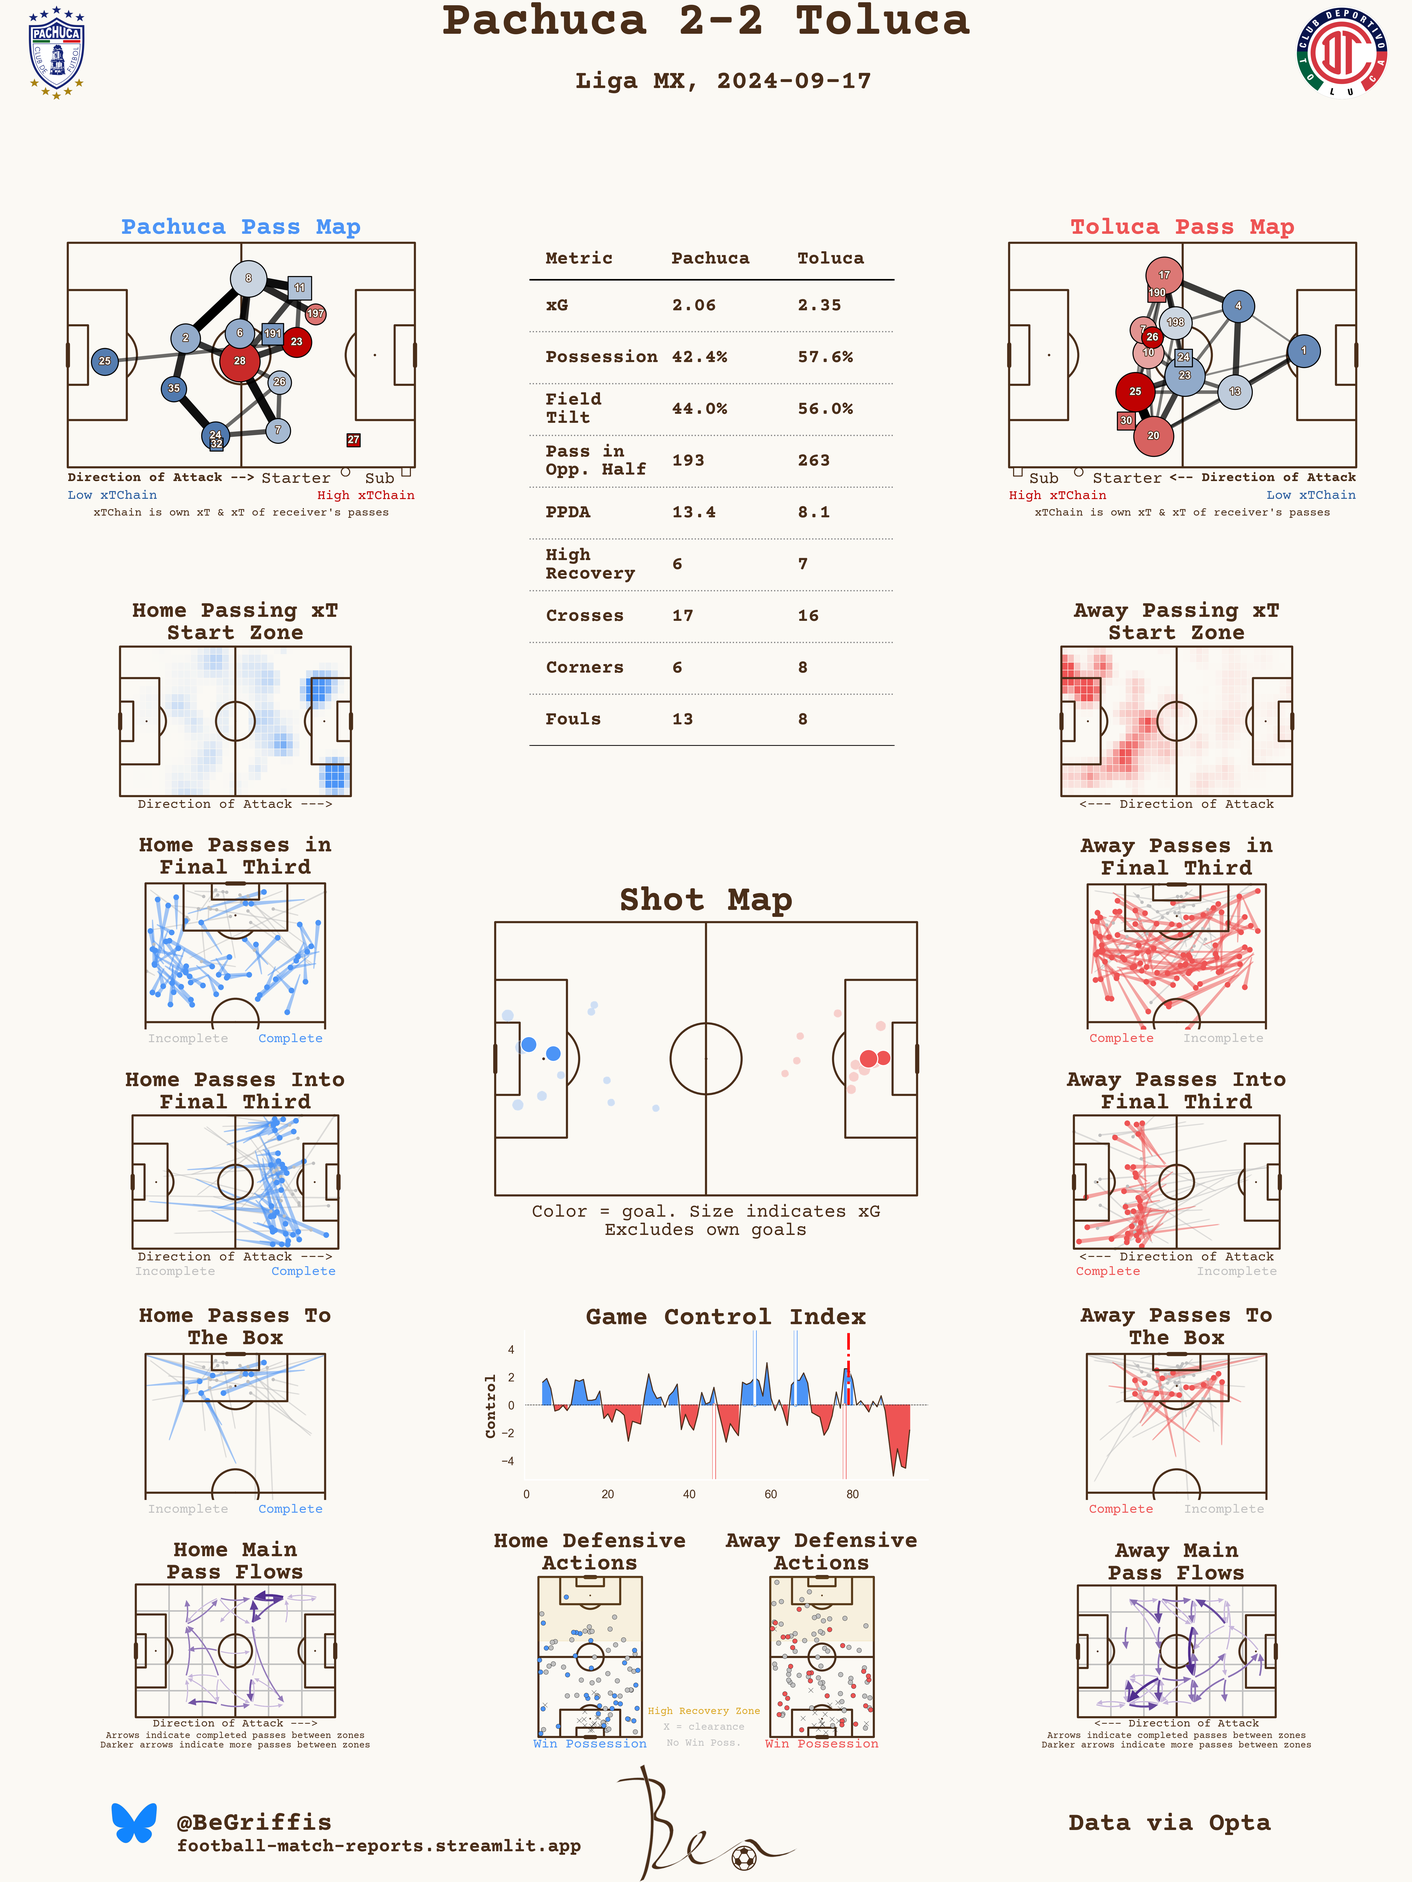 Pachuca 2-2 Toluca
Liga MX, 2024-09-17
PACHUCA
CLUB DE FUTBOL
CLUB DEPORTIVO
TOLUCA
Pachuca Pass Map
8
11
197
2
6
191
23
25
28
35
26
24
32
7
27
Direction of Attack --> Starter Sub
Low xTChain High xTChain
xTChain is own xT & xT of receiver's passes
Metric Pachuca Toluca
xG 2.06 2.35
Possession 42.4% 57.6%
Field
Tilt 44.0% 56.0%
Pass in
Opp. Half 193 263
PPDA 13.4 8.1
High
Recovery 6 7
Crosses 17 16
Corners 6 8
Fouls 13 8
Toluca Pass Map
17
190
4
7
198
26
10
24
1
23
25
13
30
20
Sub Starter <-- Direction of Attack
High xTChain Low xTChain
xTChain is own xT & xT of receiver's passes
Home Passing xT
Start Zone
Direction of Attack --->
Away Passing xT
Start Zone
<--- Direction of Attack
Home Passes in
Final Third
Incomplete Complete
Away Passes in
Final Third
Complete Incomplete
Shot Map
Color = goal. Size indicates xG
Excludes own goals
Home Passes Into
Final Third
Direction of Attack --->
Incomplete Complete
Away Passes Into
Final Third
<--- Direction of Attack
Complete Incomplete
Home Passes To
The Box
Incomplete Complete
Game Control Index
Control
4
2
0
−2
−4
0 20 40 60 80
Away Passes To
The Box
Complete Incomplete
Home Main
Pass Flows
Direction of Attack --->
Arrows indicate completed passes between zones
Darker arrows indicate more passes between zones
Home Defensive
Actions
Win Possession
Away Defensive
Actions
Win Possession
High Recovery Zone
X = clearance
No Win Poss.
Away Main
Pass Flows
<--- Direction of Attack
Arrows indicate completed passes between zones
Darker arrows indicate more passes between zones
@BeGriffis
football-match-reports.streamlit.app
Ben
Data via Opta